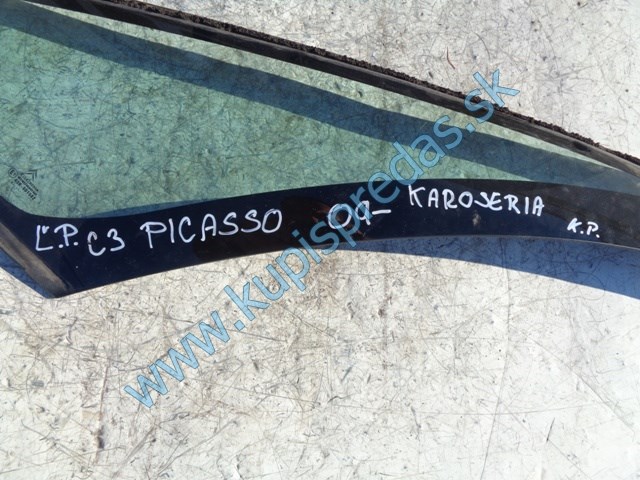 Ľ.P. C3 PICASSO 09- KAROSERIA K.P.
www.kupispredas.sk